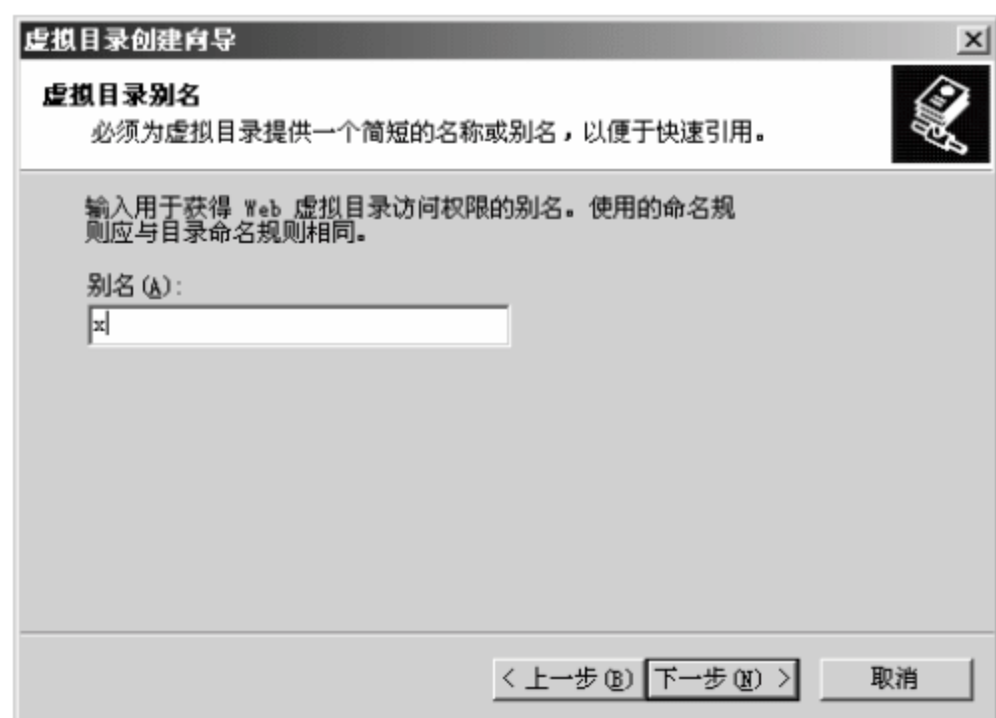 虚拟目录创建向导
虚拟目录别名
必须为虚拟目录提供一个简短的名称或别名，以便于快速引用。
输入用于获得 Web 虚拟目录访问权限的别名。使用的命名规
则应与目录命名规则相同。
别名(A):
x
< 上一步(B) 下一步(N) > 取消